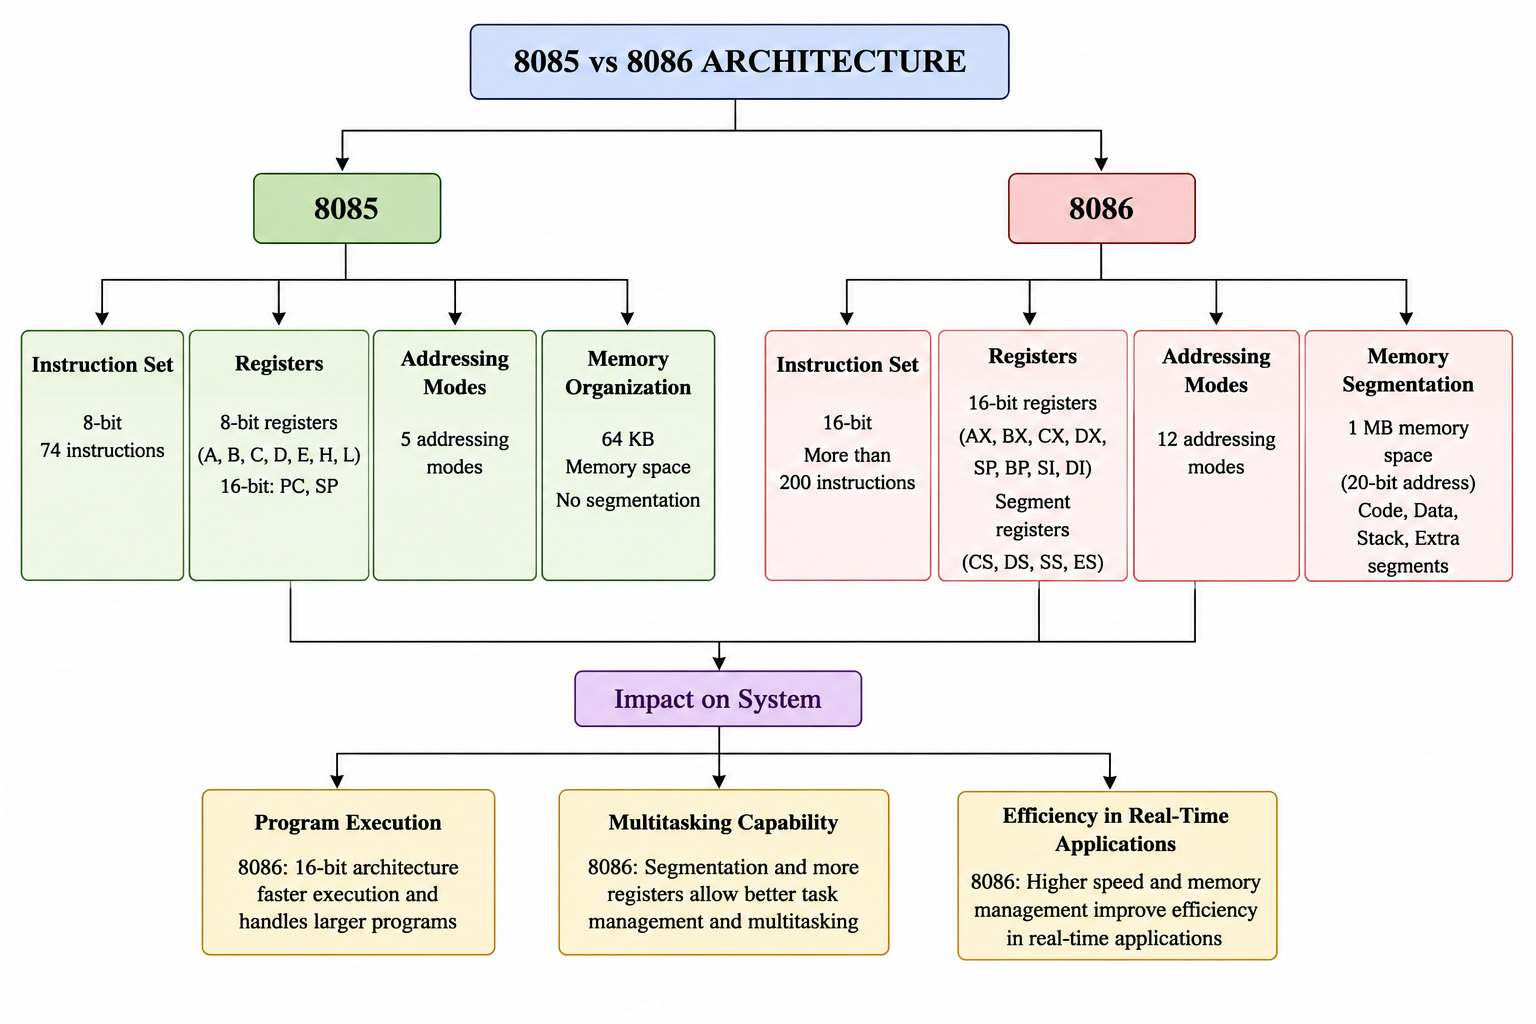 8085 vs 8086 ARCHITECTURE
8085
8086
Instruction Set
8-bit
74 instructions
Registers
8-bit registers
(A, B, C, D, E, H, L)
16-bit: PC, SP
Addressing
Modes
5 addressing
modes
Memory
Organization
64 KB
Memory space
No segmentation
Instruction Set
16-bit
More than
200 instructions
Registers
16-bit registers
(AX, BX, CX, DX,
SP, BP, SI, DI)
Segment
registers
(CS, DS, SS, ES)
Addressing
Modes
12 addressing
modes
Memory
Segmentation
1 MB memory
space
(20-bit address)
Code, Data,
Stack, Extra
segments
Impact on System
Program Execution
8086: 16-bit architecture
faster execution and
handles larger programs
Multitasking Capability
8086: Segmentation and more
registers allow better task
management and multitasking
Efficiency in Real-Time
Applications
8086: Higher speed and memory
management improve efficiency
in real-time applications